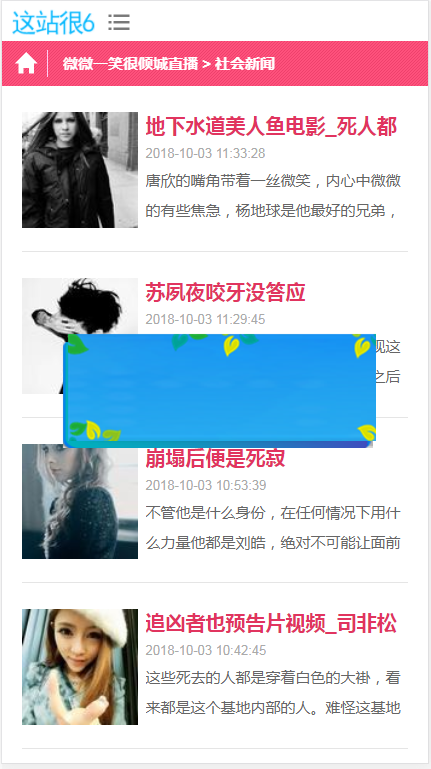 这站很6
微微一笑很倾城直播 > 社会新闻
地下水道美人鱼电影_死人都
2018-10-03 11:33:28
唐欣的嘴角带着一丝微笑，内心中微微
的有些焦急，杨地球是他最好的兄弟，
苏夙夜咬牙没答应
2018-10-03 11:29:45
现这
之后
崩塌后便是死寂
2018-10-03 10:53:39
不管他是什么身份，在任何情况下用什
么力量他都是刘皓，绝对不可能让面前
追凶者也预告片视频_司非松
2018-10-03 10:42:45
这些死去的人都是穿着白色的大褂，看
来都是这个基地内部的人。难怪这基地